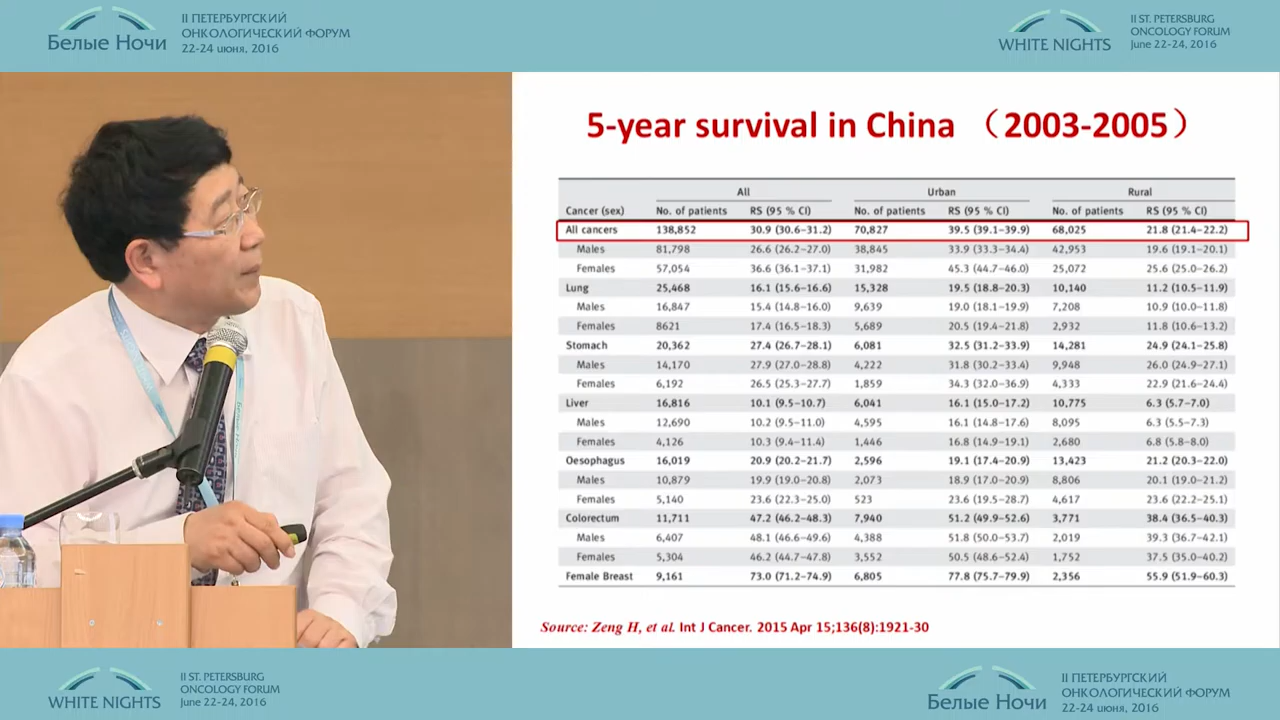 II ПЕТЕРБУРГСКИЙ
ОНКОЛОГИЧЕСКИЙ ФОРУМ
Белые Ночи
22-24 июня, 2016
II ST. PETERSBURG
ONCOLOGY FORUM
WHITE NIGHTS
June 22-24, 2016
5-year survival in China （2003-2005）
All Urban Rural
Cancer (sex) No. of patients RS (95 % CI) No. of patients RS (95 % CI) No. of patients RS (95 % CI)
All cancers 138,852 30.9 (30.6–31.2) 70,827 39.5 (39.1–39.9) 68,025 21.8 (21.4–22.2)
Males 81,798 26.6 (26.2–27.0) 38,845 33.9 (33.3–34.4) 42,953 19.6 (19.1–20.1)
Females 57,054 36.6 (36.1–37.1) 31,982 45.3 (44.7–46.0) 25,072 25.6 (25.0–26.2)
Lung 25,468 16.1 (15.6–16.6) 15,328 19.5 (18.8–20.3) 10,140 11.2 (10.5–11.9)
Males 16,847 15.4 (14.8–16.0) 9,639 19.0 (18.1–19.9) 7,208 10.9 (10.0–11.8)
Females 8621 17.4 (16.5–18.3) 5,689 20.5 (19.4–21.8) 2,932 11.8 (10.6–13.2)
Stomach 20,362 27.4 (26.7–28.1) 6,081 32.5 (31.2–33.9) 14,281 24.9 (24.1–25.8)
Males 14,170 27.9 (27.0–28.8) 4,222 31.8 (30.2–33.4) 9,948 26.0 (24.9–27.1)
Females 6,192 26.5 (25.3–27.7) 1,859 34.3 (32.0–36.9) 4,333 22.9 (21.6–24.4)
Liver 16,816 10.1 (9.5–10.7) 6,041 16.1 (15.0–17.2) 10,775 6.3 (5.7–7.0)
Males 12,690 10.2 (9.5–11.0) 4,595 16.1 (14.8–17.6) 8,095 6.3 (5.5–7.3)
Females 4,126 10.3 (9.4–11.4) 1,446 16.8 (14.9–19.1) 2,680 6.8 (5.8–8.0)
Oesophagus 16,019 20.9 (20.2–21.7) 2,596 19.1 (17.4–20.9) 13,423 21.2 (20.3–22.0)
Males 10,879 19.9 (19.0–20.8) 2,073 18.9 (17.0–20.9) 8,806 20.1 (19.0–21.2)
Females 5,140 23.6 (22.3–25.0) 523 23.6 (19.5–28.7) 4,617 23.6 (22.2–25.1)
Colorectum 11,711 47.2 (46.2–48.3) 7,940 51.2 (49.9–52.6) 3,771 38.4 (36.5–40.3)
Males 6,407 48.1 (46.6–49.6) 4,388 51.8 (50.0–53.7) 2,019 39.3 (36.7–42.1)
Females 5,304 46.2 (44.7–47.8) 3,552 50.5 (48.6–52.4) 1,752 37.5 (35.0–40.2)
Female Breast 9,161 73.0 (71.2–74.9) 6,805 77.8 (75.7–79.9) 2,356 55.9 (51.9–60.3)
Source: Zeng H, et al. Int J Cancer. 2015 Apr 15;136(8):1921-30
II ST. PETERSBURG
ONCOLOGY FORUM
WHITE NIGHTS
June 22-24, 2016
II ПЕТЕРБУРГСКИЙ
ОНКОЛОГИЧЕСКИЙ ФОРУМ
Белые Ночи
22-24 июня, 2016